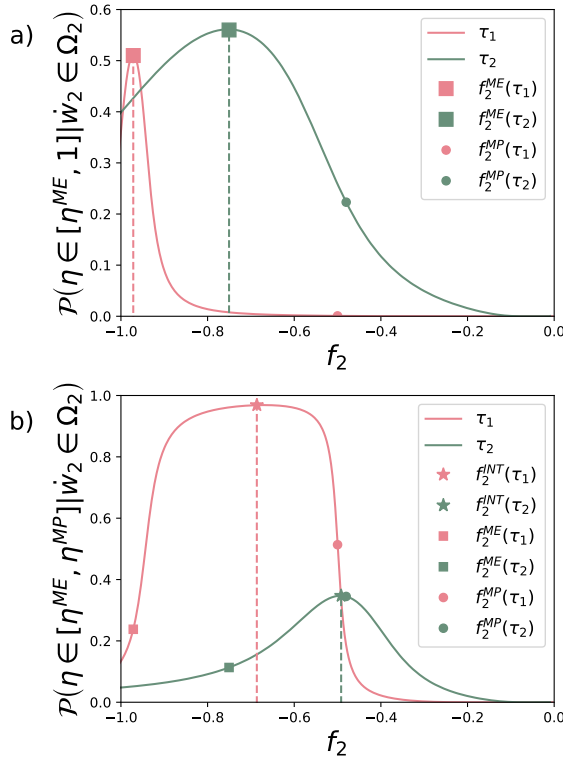 a)
𝒫(η ∈ [η^{ME}, 1]|ẇ₂ ∈ Ω₂)
0.6
0.5
0.4
0.3
0.2
0.1
0.0
τ₁
τ₂
f₂^{ME}(τ₁)
f₂^{ME}(τ₂)
f₂^{MP}(τ₁)
f₂^{MP}(τ₂)
−1.0 −0.8 −0.6 −0.4 −0.2 0.0
f₂
b)
𝒫(η ∈ [η^{ME}, η^{MP}]|ẇ₂ ∈ Ω₂)
1.0
0.8
0.6
0.4
0.2
0.0
τ₁
τ₂
f₂^{INT}(τ₁)
f₂^{INT}(τ₂)
f₂^{ME}(τ₁)
f₂^{ME}(τ₂)
f₂^{MP}(τ₁)
f₂^{MP}(τ₂)
−1.0 −0.8 −0.6 −0.4 −0.2 0.0
f₂